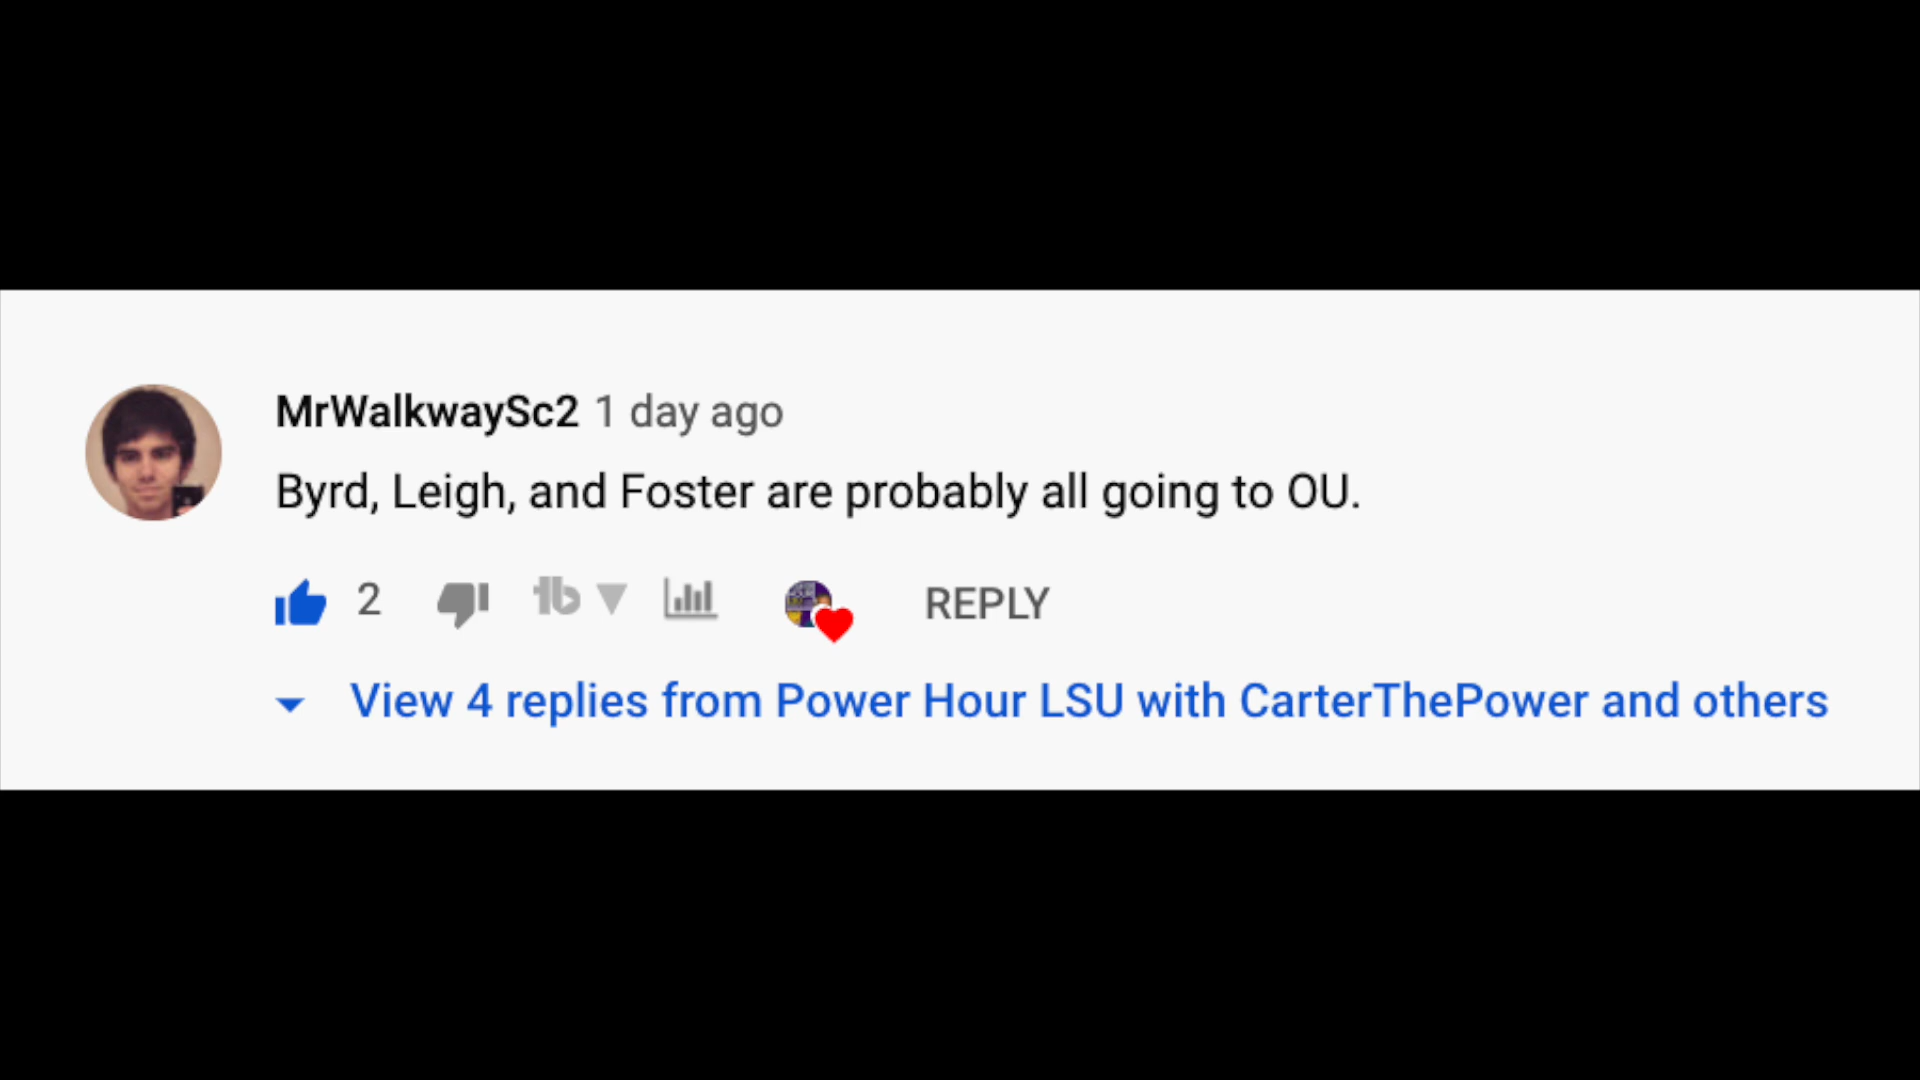 MrWalkwaySc2 1 day ago
Byrd, Leigh, and Foster are probably all going to OU.
2 tb REPLY
View 4 replies from Power Hour LSU with CarterThePower and others